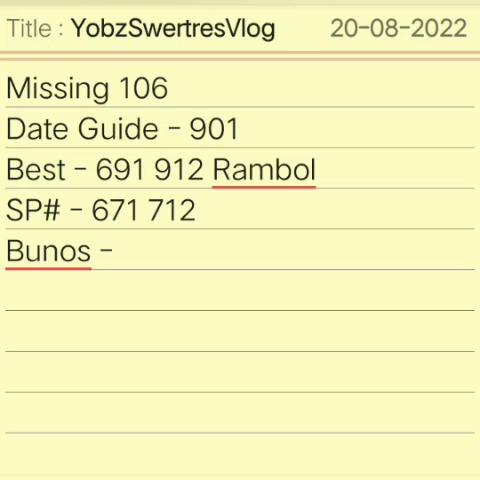 Title : YobzSwertresVlog 20-08-2022
Missing 106
Date Guide - 901
Best - 691 912 Rambol
SP# - 671 712
Bunos -